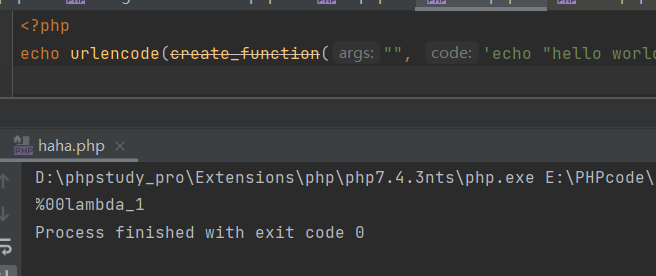 <?php
echo urlencode(create_function( args: "", code: 'echo "hello world
haha.php ×
D:\phpstudy_pro\Extensions\php\php7.4.3nts\php.exe E:\PHPcode\
%00lambda_1
Process finished with exit code 0